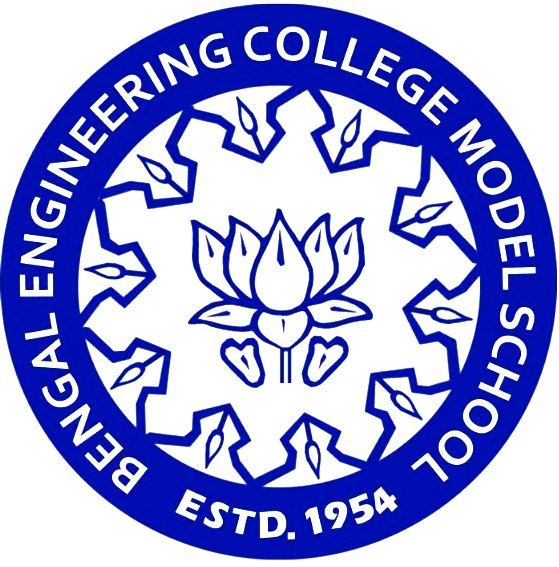 BENGAL ENGINEERING COLLEGE MODEL SCHOOL
ESTD. 1954